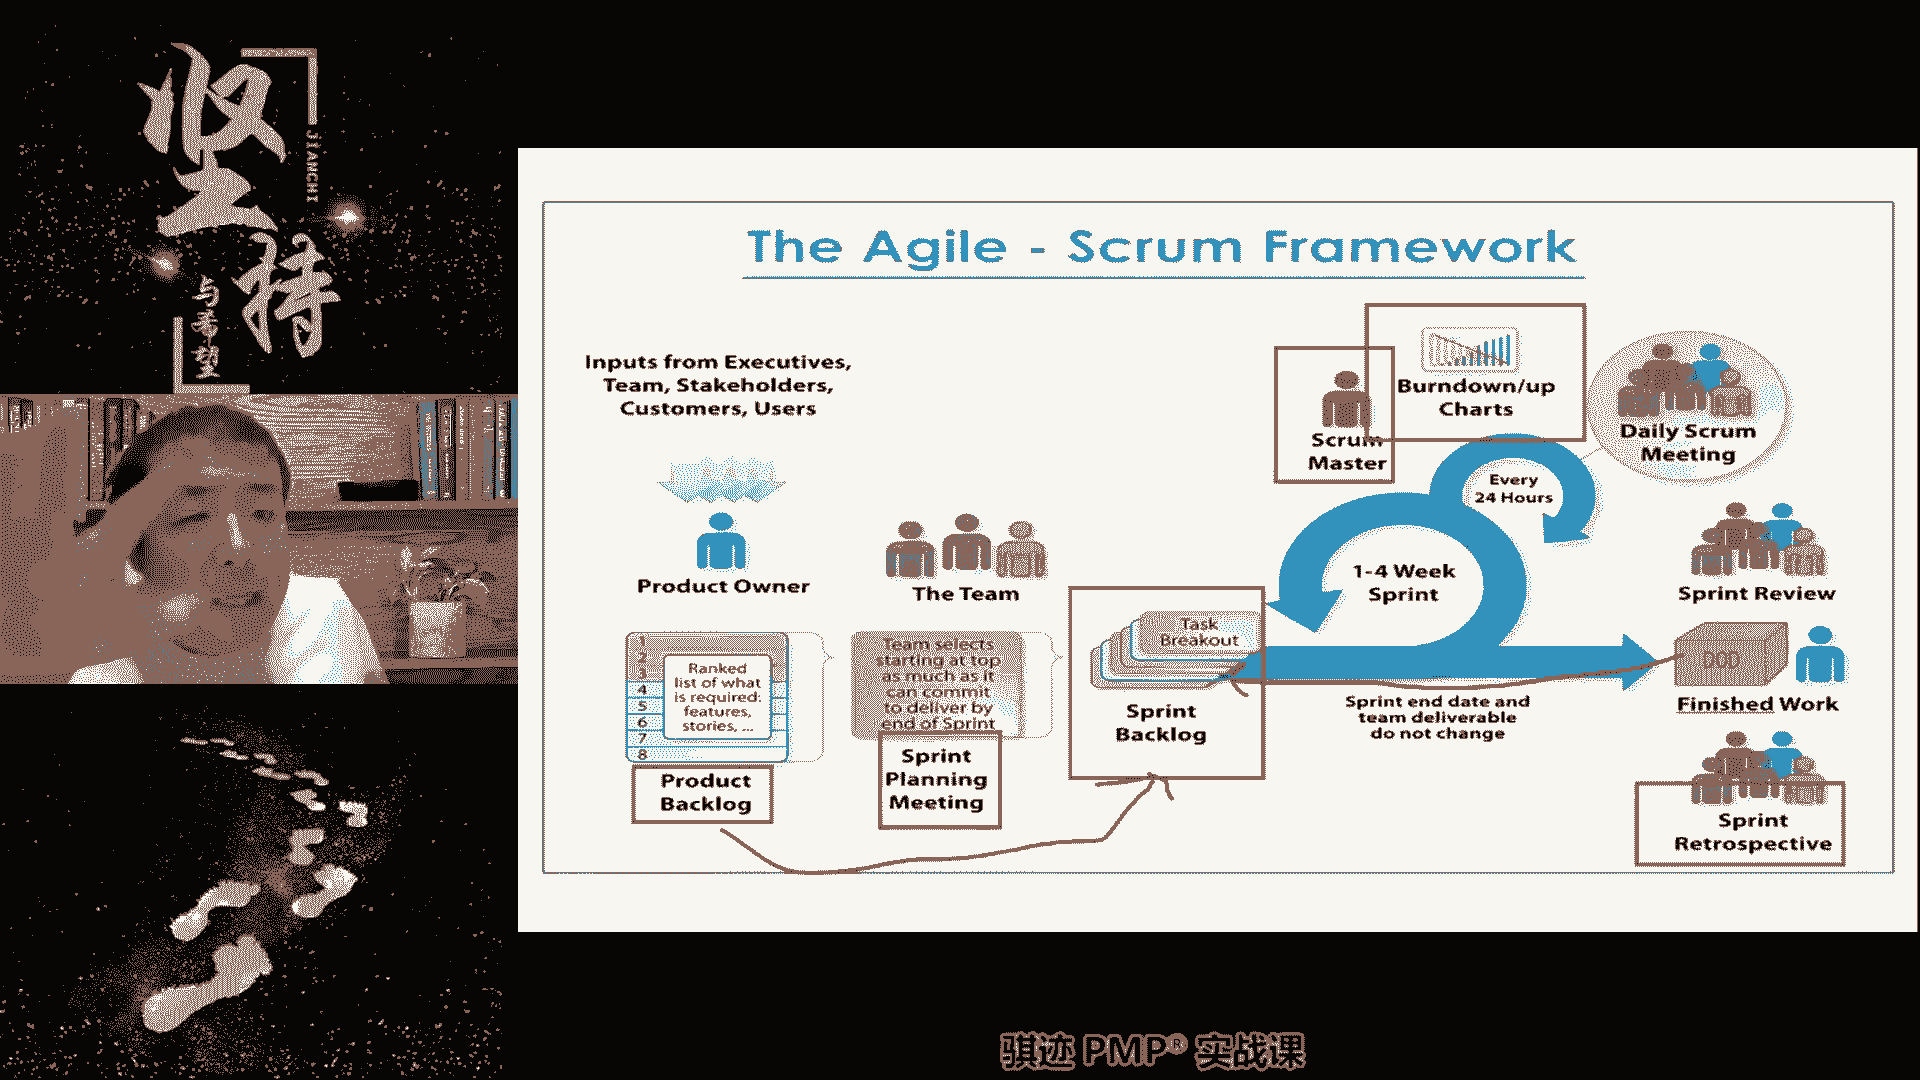 坚持
JIANCHI
与希望
The Agile - Scrum Framework
Inputs from Executives,
Team, Stakeholders,
Customers, Users
Product Owner
The Team
1
2
3
4
5
6
7
8
Ranked
list of what
is required:
features,
stories, ...
Product
Backlog
Team selects
starting at top
as much as it
can commit
to deliver by
end of Sprint
Sprint
Planning
Meeting
Task
Breakout
Sprint
Backlog
Scrum
Master
Burndown/up
Charts
Every
24 Hours
1-4 Week
Sprint
Sprint end date and
team deliverable
do not change
Daily Scrum
Meeting
Sprint Review
DOD
Finished Work
Sprint
Retrospective
骐迹 PMP® 实战课